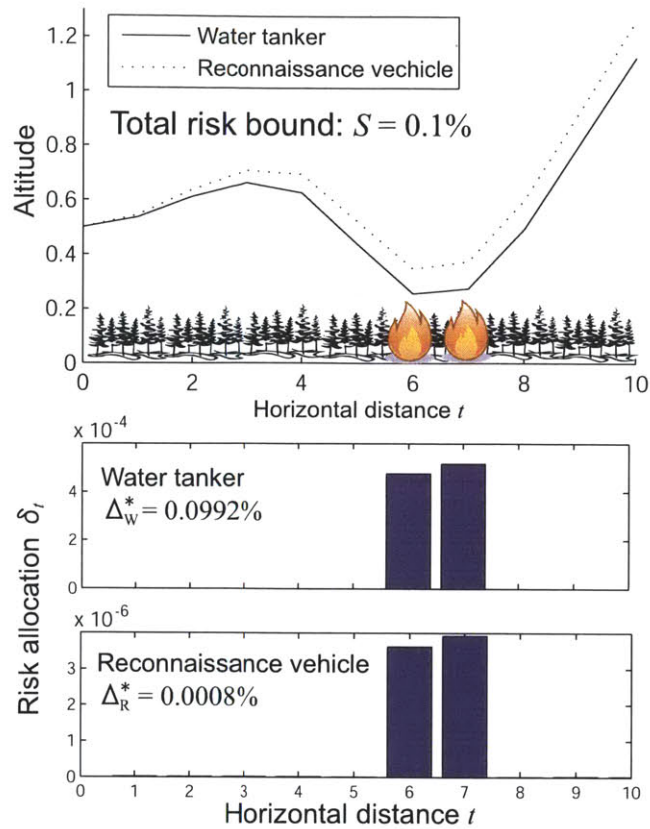 1.2
1
0.8
0.6
0.4
0.2
0
Altitude
Water tanker
Reconnaissance vechicle
Total risk bound: S = 0.1%
0 2 4 6 8 10
Horizontal distance t
x 10⁻⁴
4
2
0
Water tanker
Δ*W = 0.0992%
Risk allocation δt
x 10⁻⁶
3
2
1
0
Reconnaissance vehicle
Δ*R = 0.0008%
0 1 2 3 4 5 6 7 8 9 10
Horizontal distance t